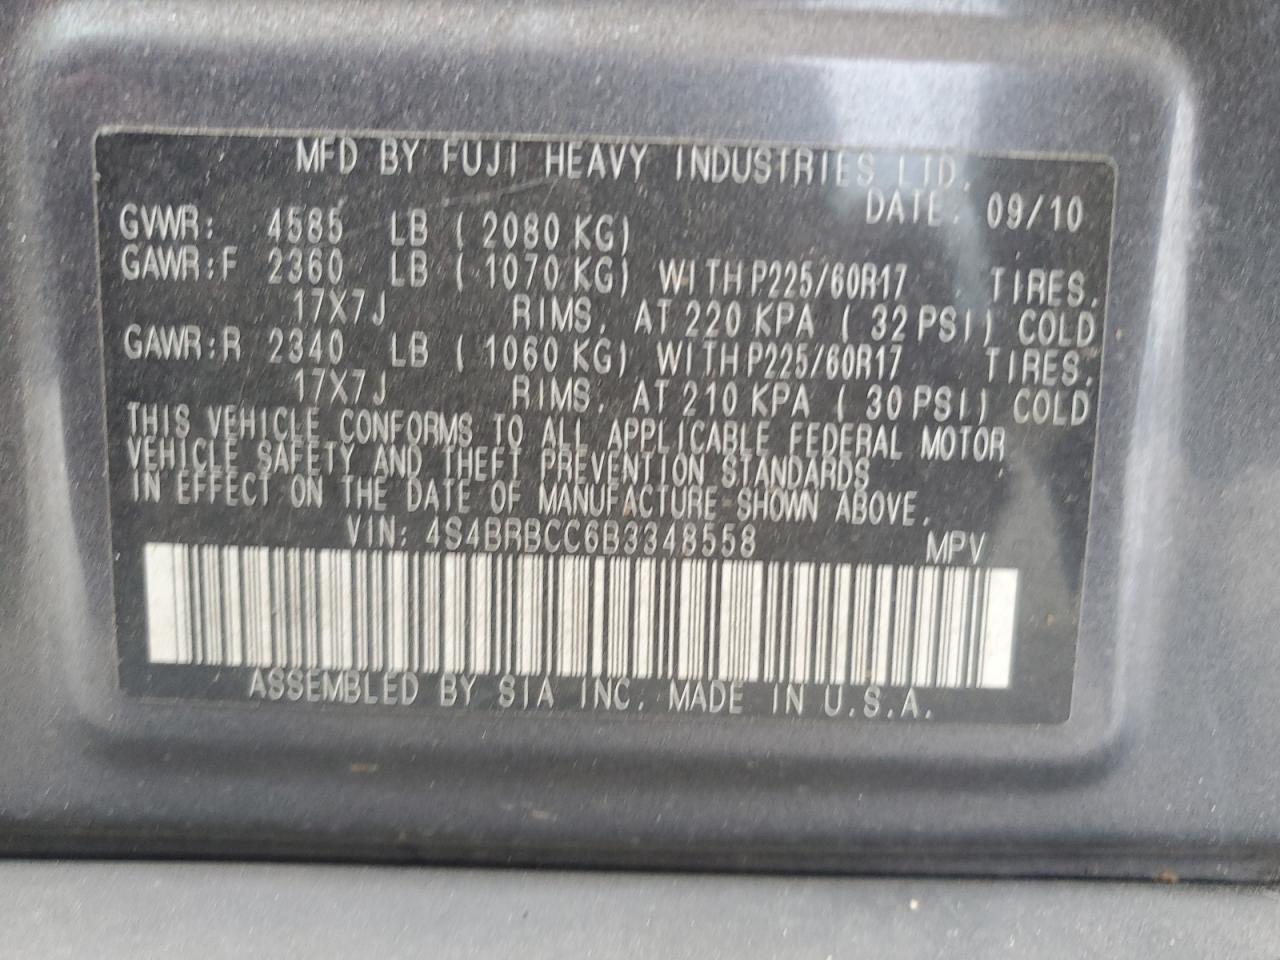 MFD BY FUJI HEAVY INDUSTRIES LTD.
DATE: 09/10
GVWR: 4585 LB ( 2080 KG)
GAWR:F 2360 LB ( 1070 KG) WITH P225/60R17 TIRES,
17X7J RIMS, AT 220 KPA ( 32 PSI) COLD
GAWR:R 2340 LB ( 1060 KG) WITH P225/60R17 TIRES,
17X7J RIMS, AT 210 KPA ( 30 PSI) COLD
THIS VEHICLE CONFORMS TO ALL APPLICABLE FEDERAL MOTOR
VEHICLE SAFETY AND THEFT PREVENTION STANDARDS
IN EFFECT ON THE DATE OF MANUFACTURE SHOWN ABOVE.
VIN: 4S4BRBCC6B3348558 MPV
ASSEMBLED BY SIA INC. MADE IN U.S.A.